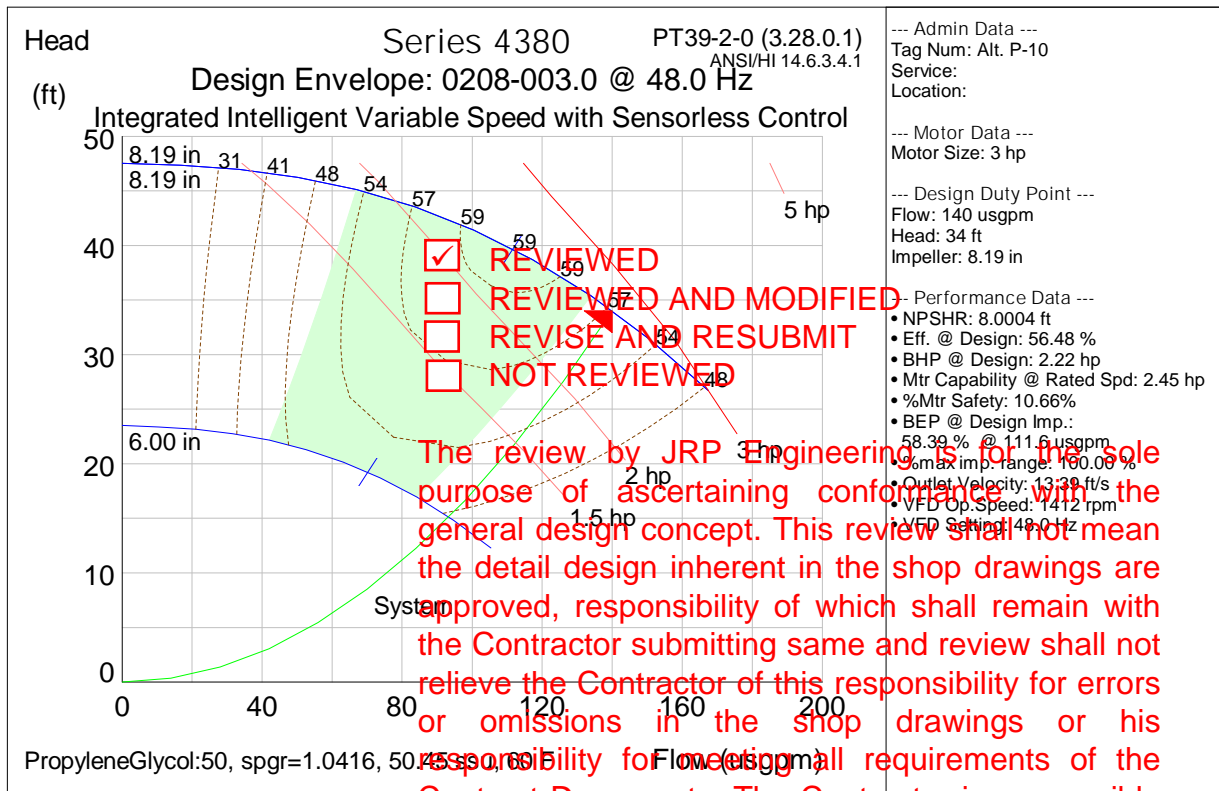 Head
(ft)
Series 4380
PT39-2-0 (3.28.0.1)
ANSI/HI 14.6.3.4.1
Design Envelope: 0208-003.0 @ 48.0 Hz
Integrated Intelligent Variable Speed with Sensorless Control
50
40
30
20
10
0
8.19 in
8.19 in
31
41
48
54
57
59
59
59
57
54
48
6.00 in
5 hp
3 hp
2 hp
1.5 hp
System
0
40
80
120
160
200
Flow (usgpm)
PropyleneGlycol:50, spgr=1.0416, 50.45 ssu, 60 F
--- Admin Data ---
Tag Num: Alt. P-10
Service:
Location:
--- Motor Data ---
Motor Size: 3 hp
--- Design Duty Point ---
Flow: 140 usgpm
Head: 34 ft
Impeller: 8.19 in
--- Performance Data ---
• NPSHR: 8.0004 ft
• Eff. @ Design: 56.48 %
• BHP @ Design: 2.22 hp
• Mtr Capability @ Rated Spd: 2.45 hp
• %Mtr Safety: 10.66%
• BEP @ Design Imp.:
58.39 % @ 111.6 usgpm
• %max imp. range: 100.00 %
• Outlet Velocity: 13.39 ft/s
• VFD Op.Speed: 1412 rpm
• VFD Setting: 48.0 Hz
✓ REVIEWED
REVIEWED AND MODIFIED
REVISE AND RESUBMIT
NOT REVIEWED
The review by JRP Engineering is for the sole
purpose of ascertaining conformance with the
general design concept. This review shall not mean
the detail design inherent in the shop drawings are
approved, responsibility of which shall remain with
the Contractor submitting same and review shall not
relieve the Contractor of this responsibility for errors
or omissions in the shop drawings or his
responsibility for meeting all requirements of the